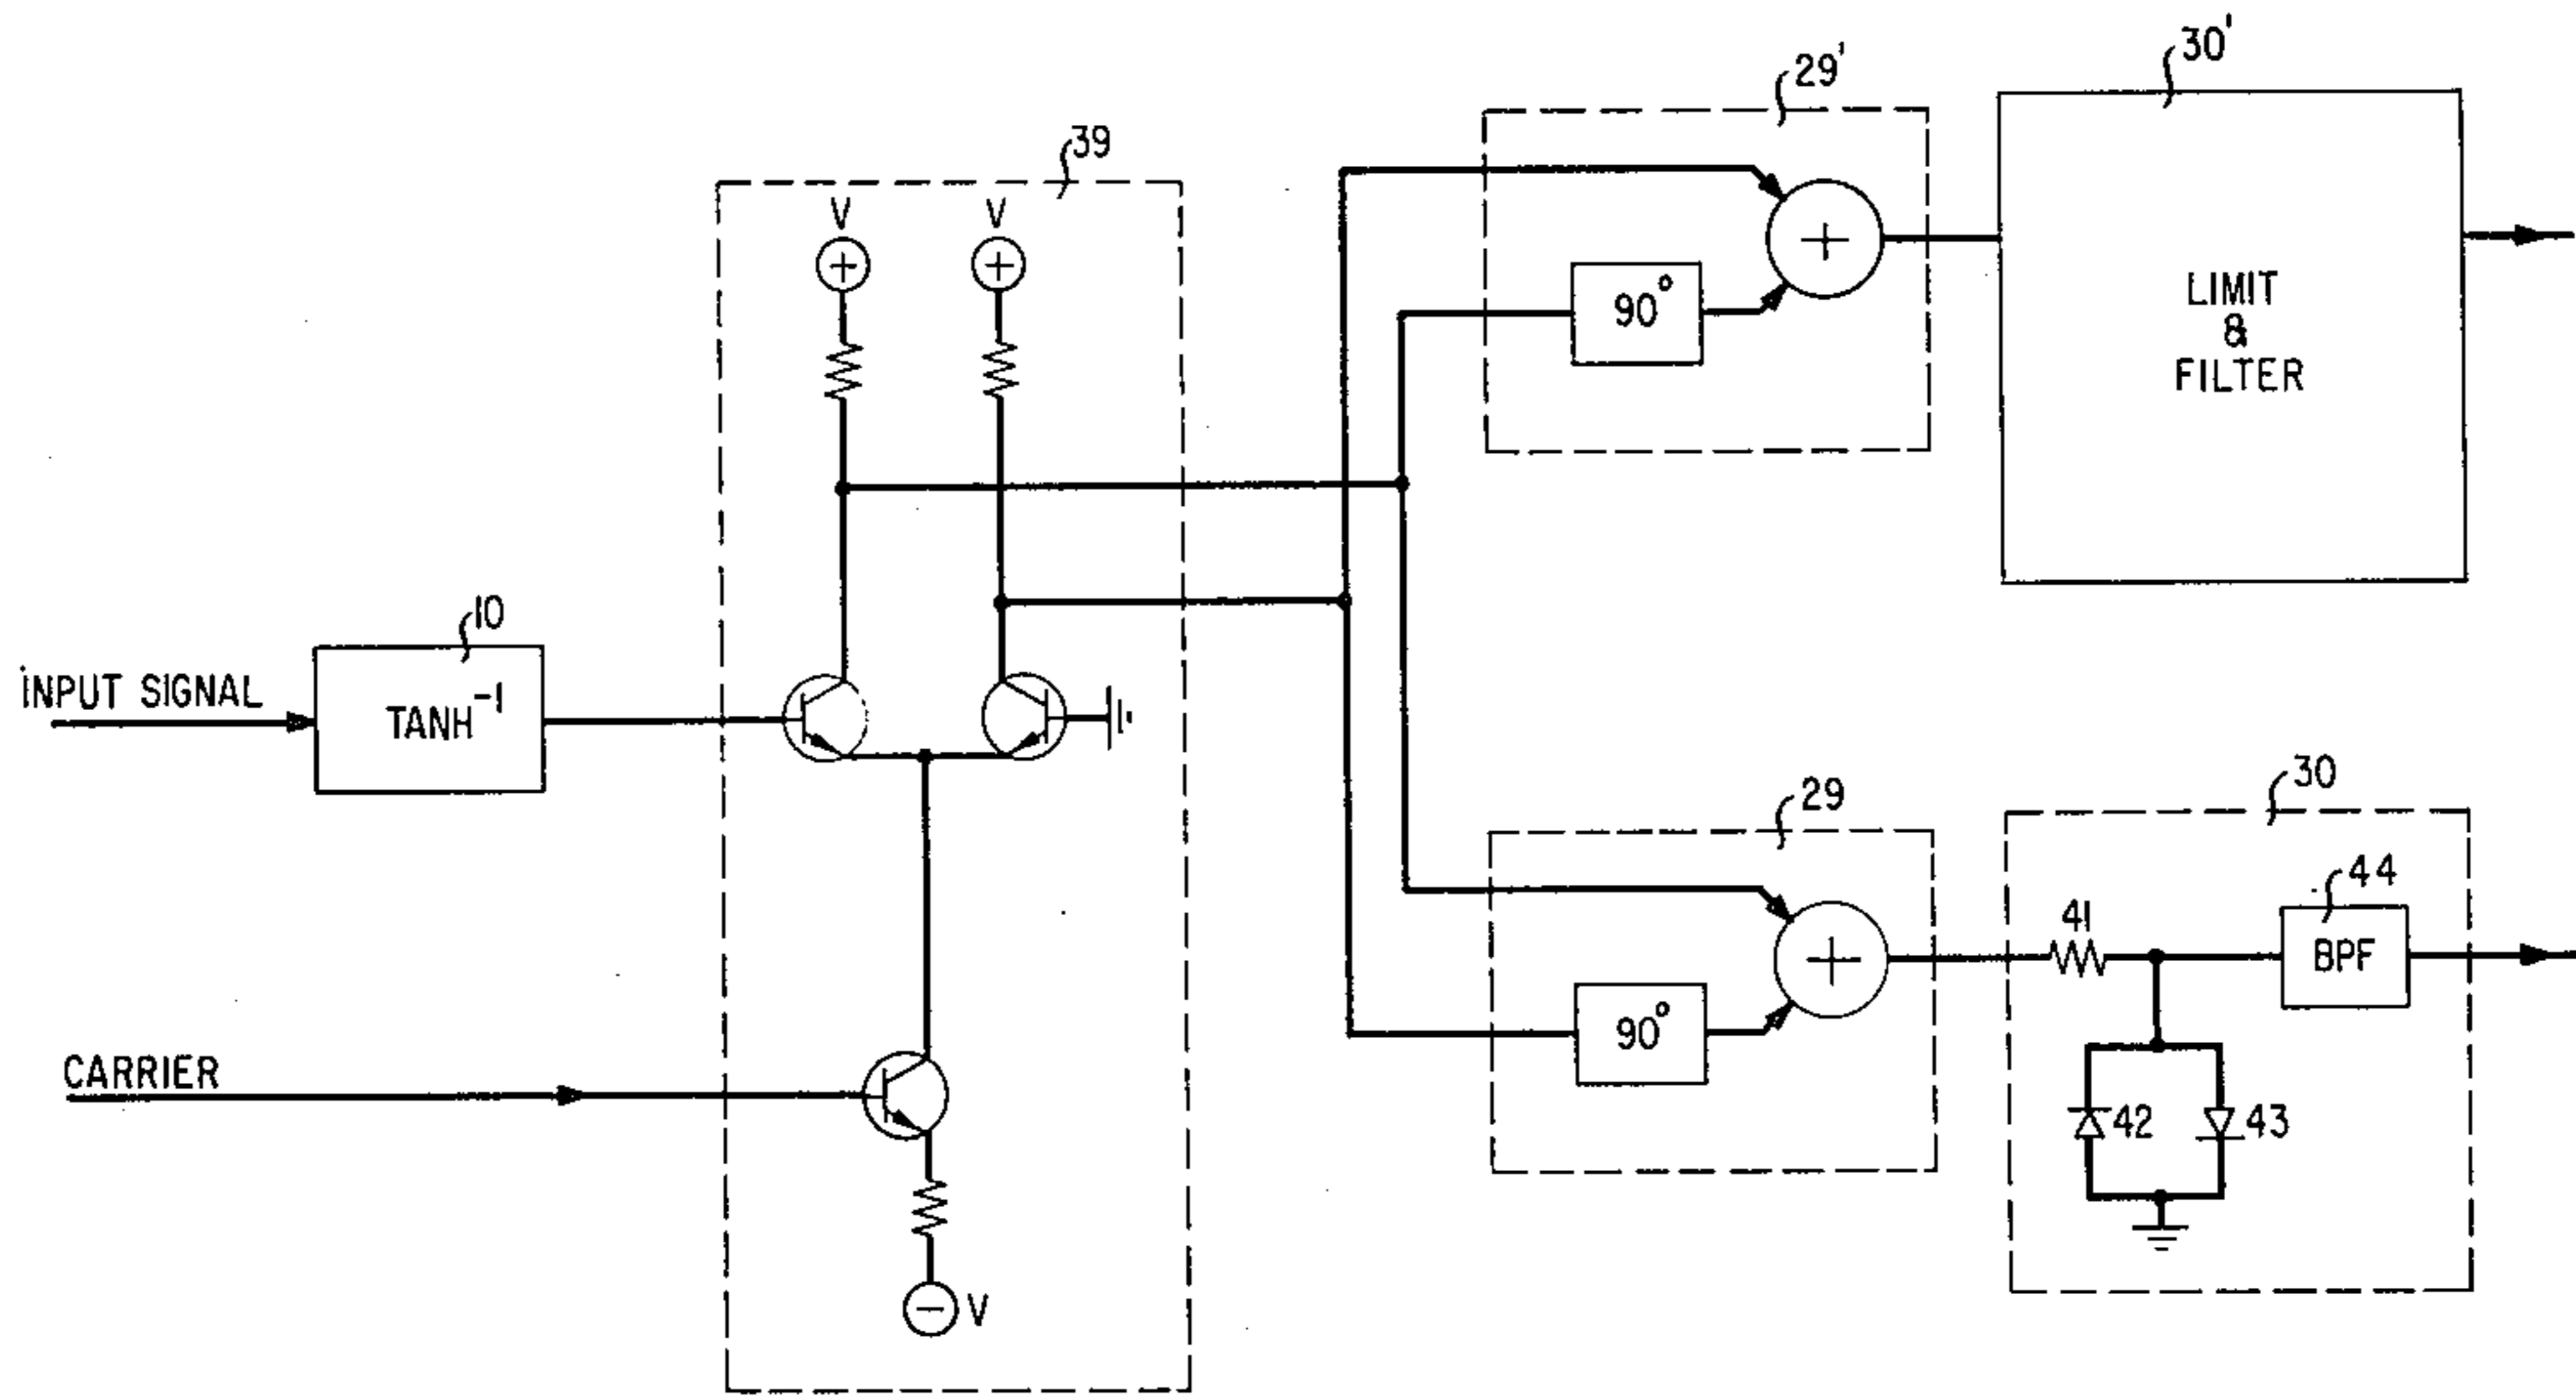 30'
29'
39
V V
+ +
+
90°
LIMIT
&
FILTER
10
INPUT SIGNAL
TANH⁻¹
29
30
44
41
BPF
+
90°
CARRIER
42
43
− V